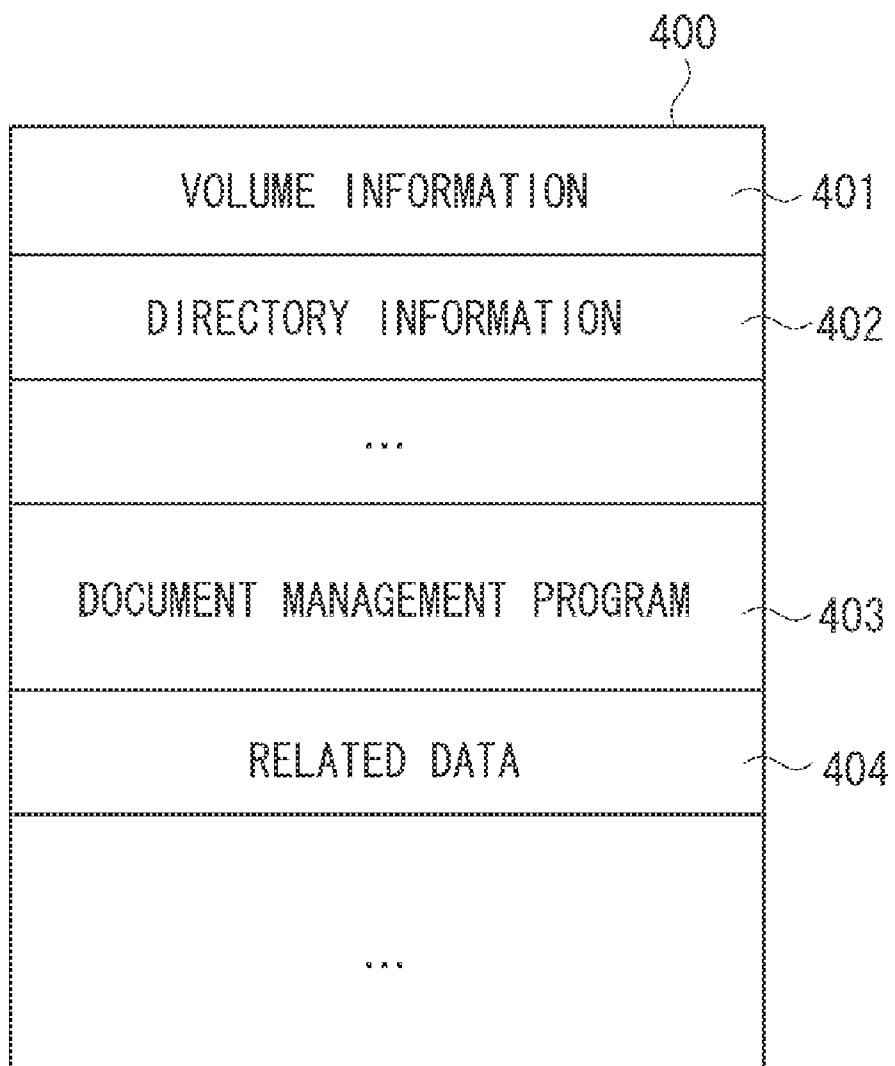 400
VOLUME INFORMATION 401
DIRECTORY INFORMATION 402
...
DOCUMENT MANAGEMENT PROGRAM 403
RELATED DATA 404
...